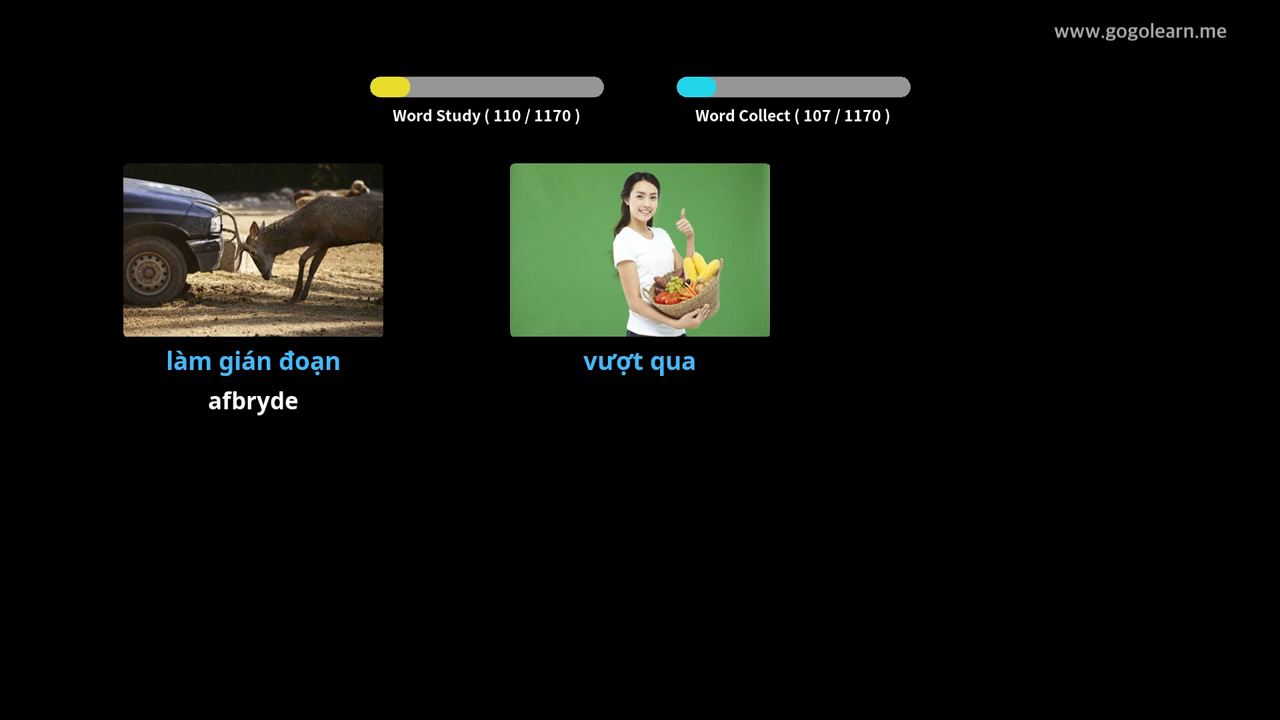 www.gogolearn.me
Word Study ( 110 / 1170 )
Word Collect ( 107 / 1170 )
làm gián đoạn
vượt qua
afbryde